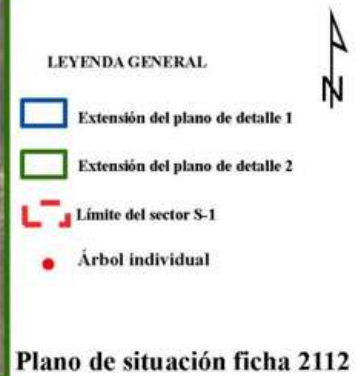 N
LEYENDA GENERAL
Extensión del plano de detalle 1
Extensión del plano de detalle 2
Límite del sector S-1
Árbol individual
Plano de situación ficha 2112